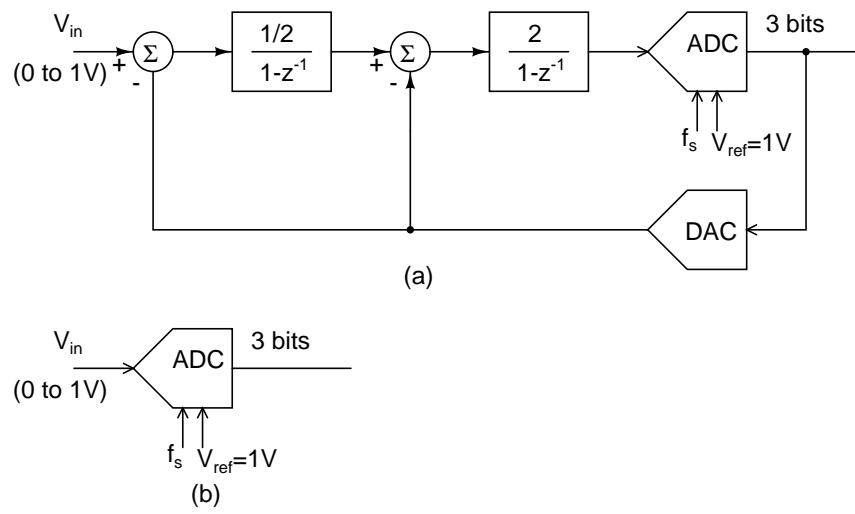 V_in
(0 to 1V)
+
-
Σ
1/2
1-z^-1
+
-
Σ
2
1-z^-1
ADC
3 bits
f_s
V_ref=1V
DAC
(a)
V_in
(0 to 1V)
ADC
3 bits
f_s
V_ref=1V
(b)